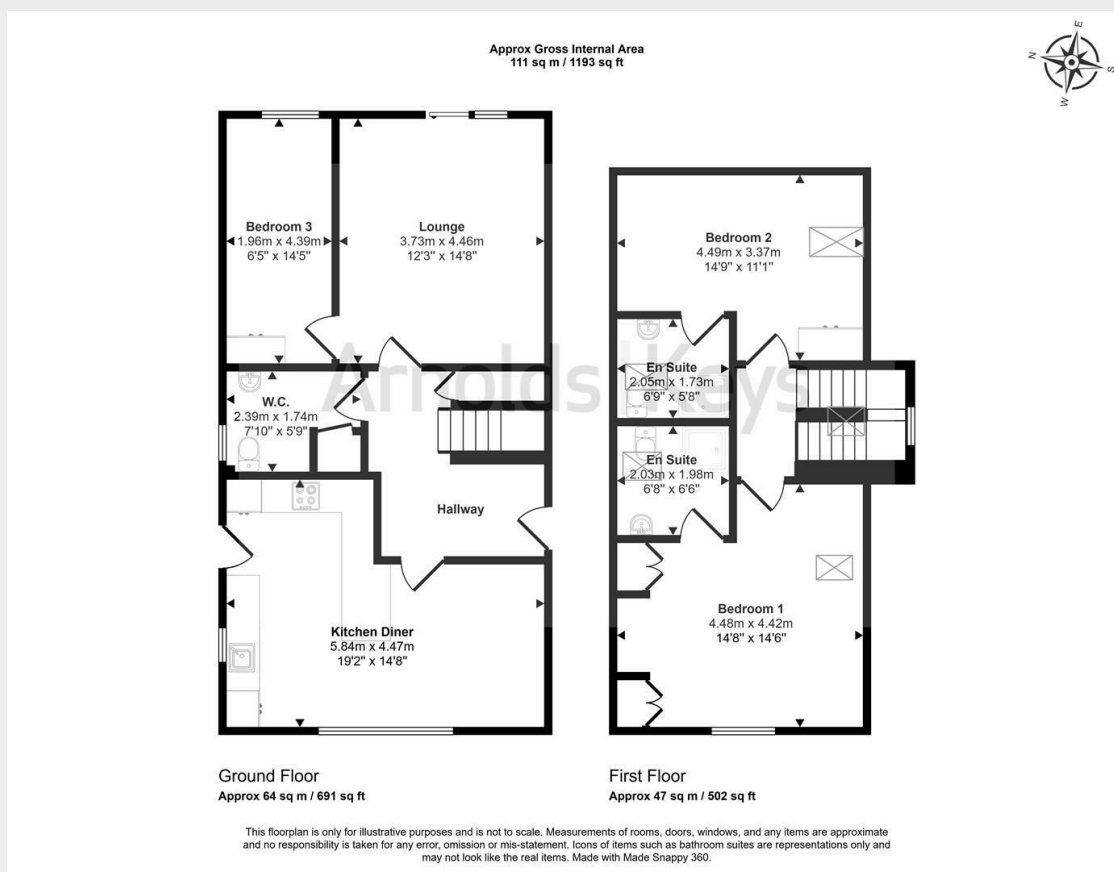 Approx Gross Internal Area
111 sq m / 1193 sq ft
N
E
S
W
Bedroom 3
1.96m x 4.39m
6'5" x 14'5"
Lounge
3.73m x 4.46m
12'3" x 14'8"
Bedroom 2
4.49m x 3.37m
14'9" x 11'1"
Arnolds Keys
En Suite
2.05m x 1.73m
6'9" x 5'8"
W.C.
2.39m x 1.74m
7'10" x 5'9"
En Suite
2.03m x 1.98m
6'8" x 6'6"
Hallway
Kitchen Diner
5.84m x 4.47m
19'2" x 14'8"
Bedroom 1
4.48m x 4.42m
14'8" x 14'6"
Ground Floor
Approx 64 sq m / 691 sq ft
First Floor
Approx 47 sq m / 502 sq ft
This floorplan is only for illustrative purposes and is not to scale. Measurements of rooms, doors, windows, and any items are approximate
and no responsibility is taken for any error, omission or mis-statement. Icons of items such as bathroom suites are representations only and
may not look like the real items. Made with Made Snappy 360.